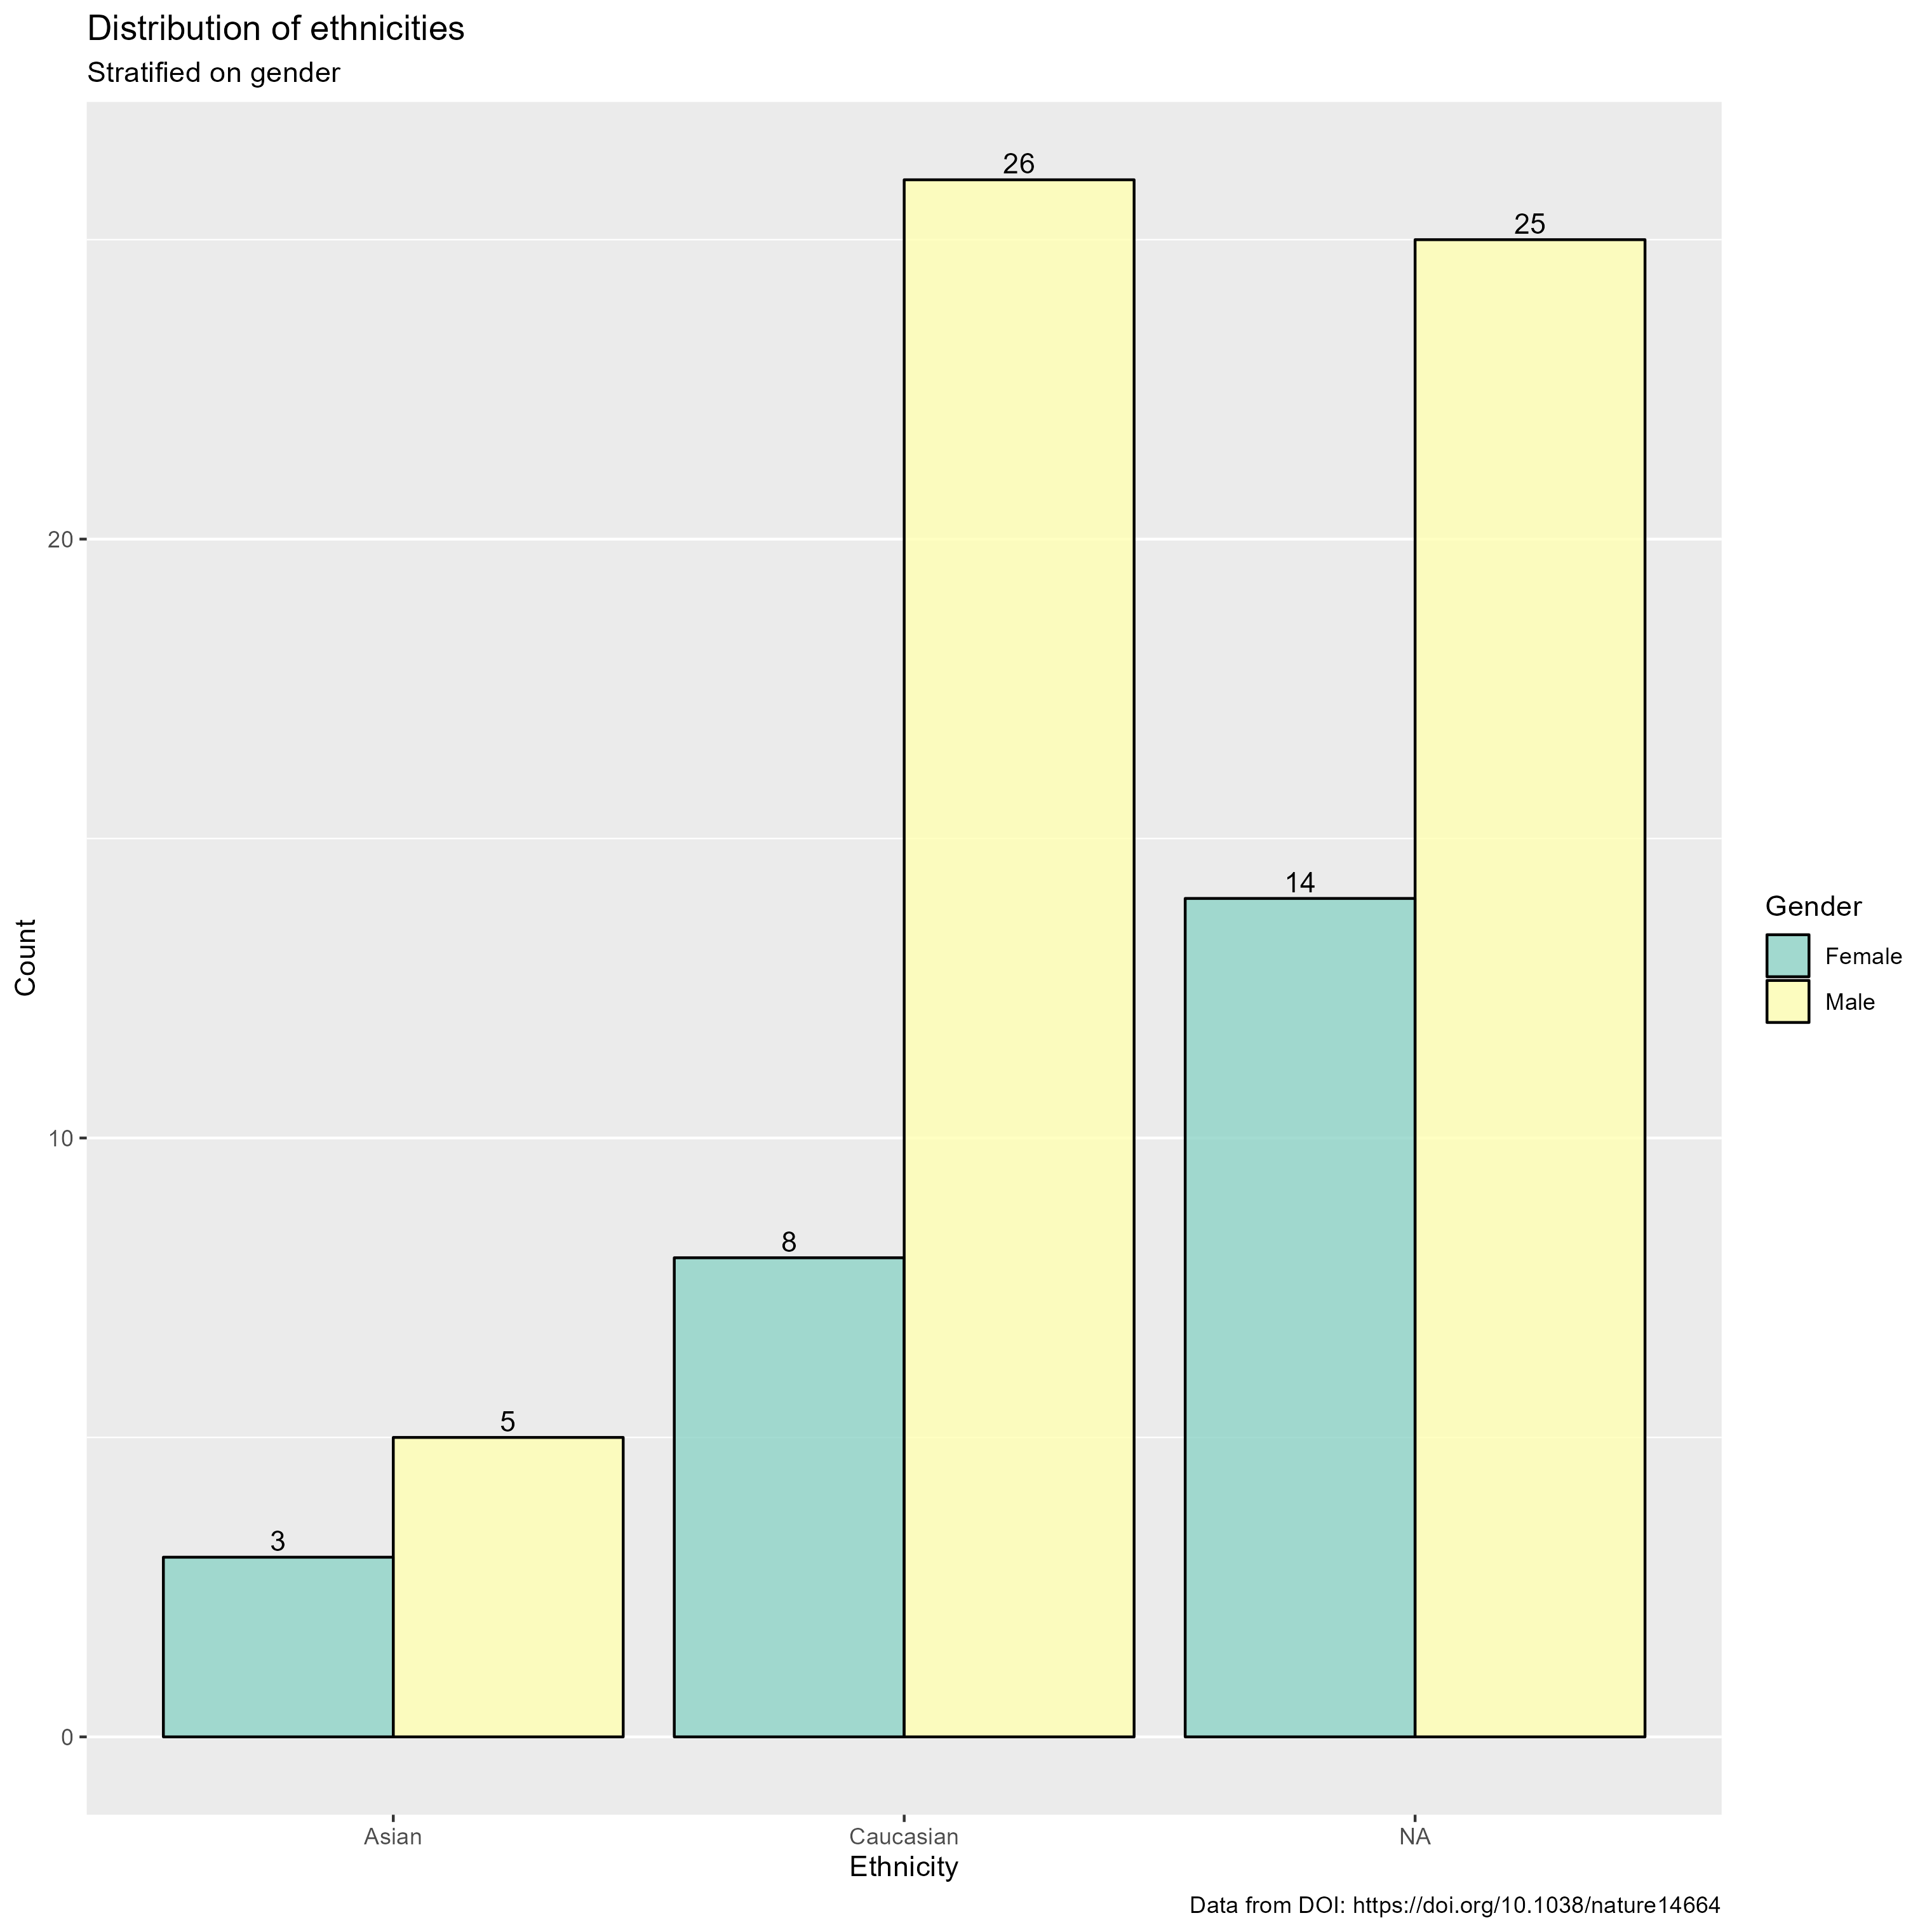 Distribution of ethnicities
Stratified on gender
26
25
20
14
Gender
Female
Male
Count
10
8
5
3
0
Asian
Caucasian
NA
Ethnicity
Data from DOI: https://doi.org/10.1038/nature14664